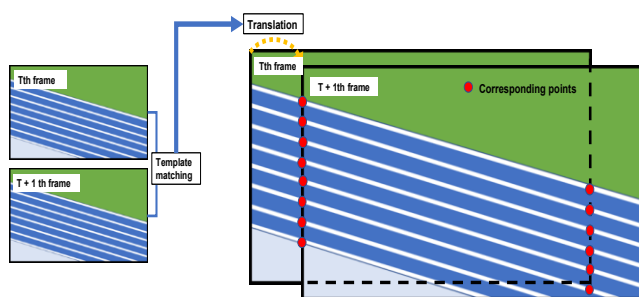 Translation
Tth frame
Tth frame
T + 1th frame
Corresponding points
Template
matching
T + 1 th frame